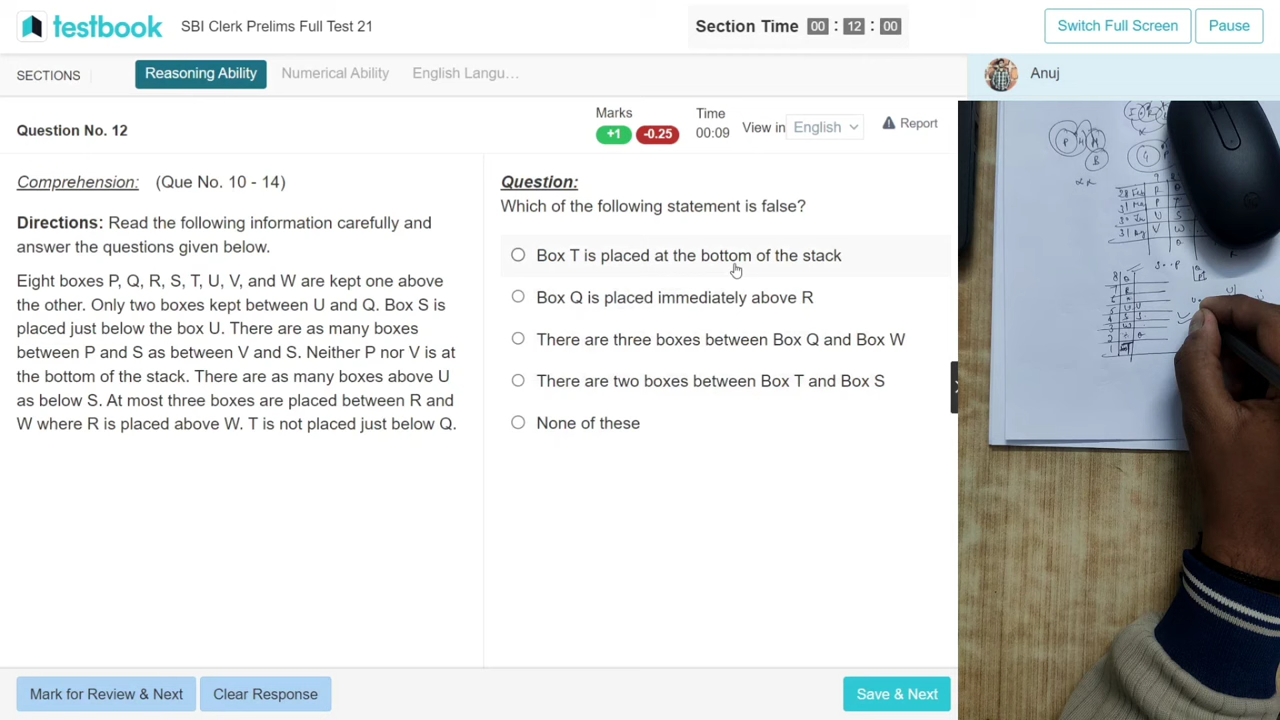 testbook
SBI Clerk Prelims Full Test 21
Section Time 00 : 12 : 00
Switch Full Screen
Pause
SECTIONS
Reasoning Ability
Numerical Ability
English Langu...
Anuj
Question No. 12
Marks
+1
-0.25
Time
00:09
View in
English
Report
Comprehension: (Que No. 10 - 14)
Directions: Read the following information carefully and
answer the questions given below.
Eight boxes P, Q, R, S, T, U, V, and W are kept one above
the other. Only two boxes kept between U and Q. Box S is
placed just below the box U. There are as many boxes
between P and S as between V and S. Neither P nor V is at
the bottom of the stack. There are as many boxes above U
as below S. At most three boxes are placed between R and
W where R is placed above W. T is not placed just below Q.
Question:
Which of the following statement is false?
Box T is placed at the bottom of the stack
Box Q is placed immediately above R
There are three boxes between Box Q and Box W
There are two boxes between Box T and Box S
None of these
Mark for Review & Next
Clear Response
Save & Next